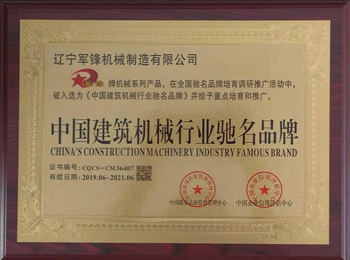 辽宁军锋机械制造有限公司
牌机械系列产品，在全国驰名品牌培育调研推广活动中，
被入选为《中国建筑机械行业驰名品牌》并给予重点培育和推广。
中国建筑机械行业驰名品牌
CHINA'S CONSTRUCTION MACHINERY INDUSTRY FAMOUS BRAND
证书编号：CQCS-CM36407
有效日期：2019.06-2021.06